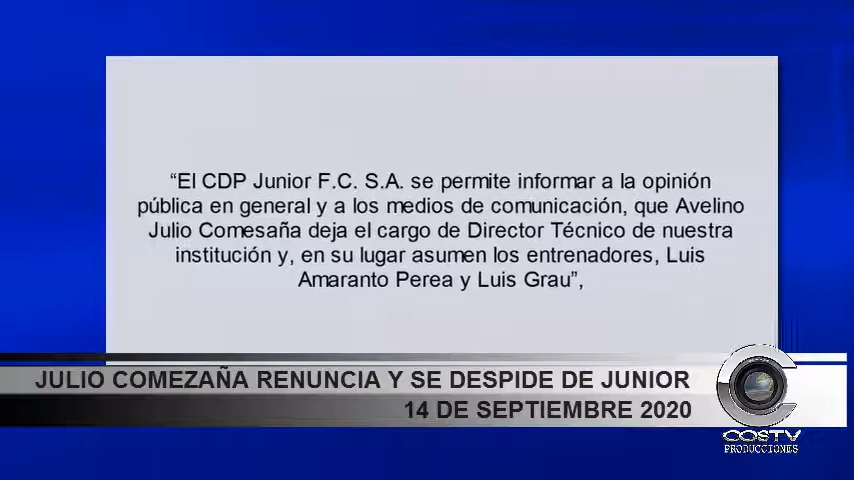 “El CDP Junior F.C. S.A. se permite informar a la opinión
pública en general y a los medios de comunicación, que Avelino
Julio Comesaña deja el cargo de Director Técnico de nuestra
institución y, en su lugar asumen los entrenadores, Luis
Amaranto Perea y Luis Grau”,
JULIO COMEZAÑA RENUNCIA Y SE DESPIDE DE JUNIOR
14 DE SEPTIEMBRE 2020
COSTV
PRODUCCIONES